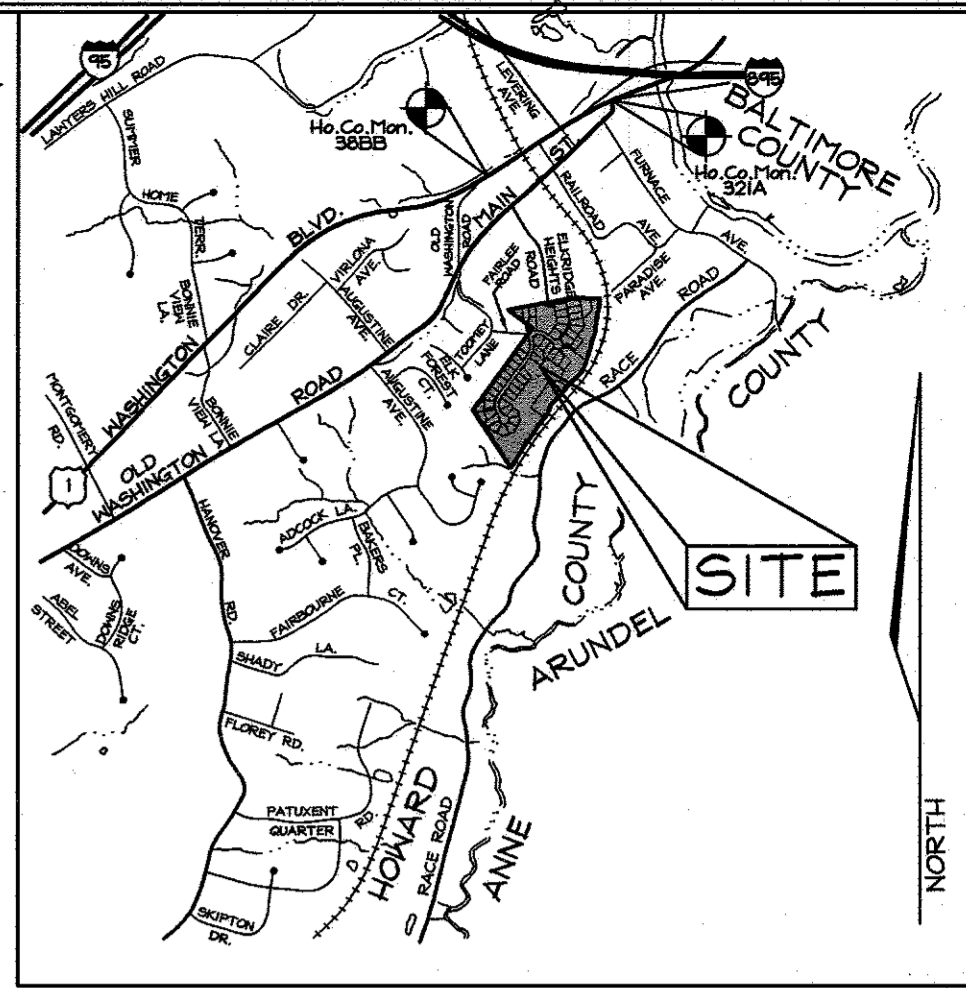 95
LAWYERS HILL ROAD
895
LEVERING
AVE.
BALTIMORE
COUNTY
Ho.Co.Mon.
38BB
Ho.Co.Mon.
321A
SUMMER
HOME
TERR.
ST.
MAIN
RAILROAD
AVE.
FURNACE
AVE.
WASHINGTON
BLVD.
OLD
WASHINGTON
ROAD
VIRLONA
AVE.
CLAIRE DR.
AUGUSTINE
AVE.
FAIRLEE
ROAD
ELKRIDGE
HEIGHTS
ROAD
PARADISE
AVE.
RACE
ROAD
BONNIE
VIEW
LA.
TOOMEY
LANE
ELK
FOREST
CT.
AUGUSTINE
AVE.
COUNTY
MONTGOMERY
RD.
BONNIE
VIEW LA.
1
OLD
WASHINGTON
ROAD
HANOVER
RD.
ADCOCK LA.
BAKERS
PL.
CT.
COUNTY
SITE
DOWNS
AVE.
ABEL
STREET
DOWNS
RIDGE
CT.
FAIRBOURNE
ARUNDEL
SHADY
LA.
FLOREY RD.
PATUXENT
QUARTER
RD.
HOWARD
RACE ROAD
ANNE
NORTH
SKIPTON
DR.